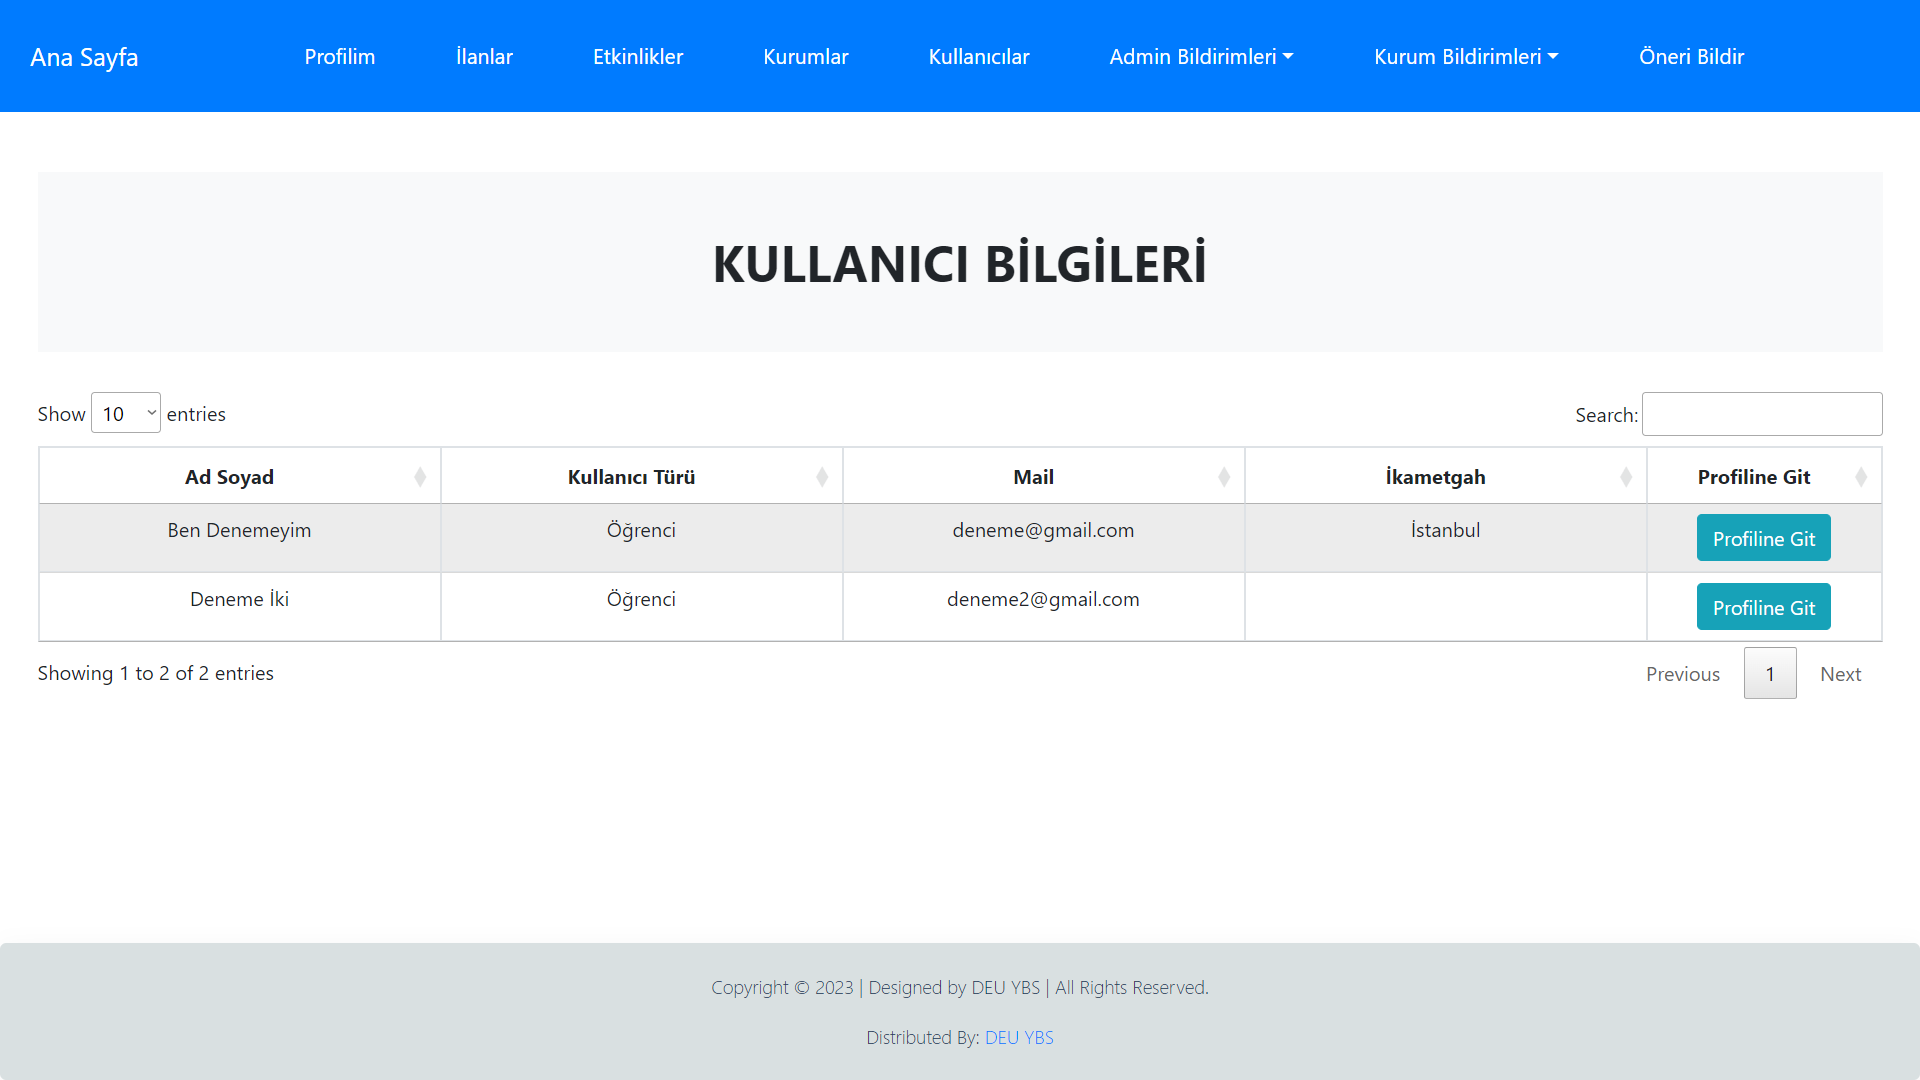 Ana Sayfa Profilim İlanlar Etkinlikler Kurumlar Kullanıcılar Admin Bildirimleri Kurum Bildirimleri Öneri Bildir
KULLANICI BİLGİLERİ
Show 10 entries Search:
Ad Soyad Kullanıcı Türü Mail İkametgah Profiline Git
Ben Denemeyim Öğrenci deneme@gmail.com İstanbul Profiline Git
Deneme İki Öğrenci deneme2@gmail.com Profiline Git
Showing 1 to 2 of 2 entries Previous 1 Next
Copyright © 2023 | Designed by DEU YBS | All Rights Reserved.
Distributed By: DEU YBS